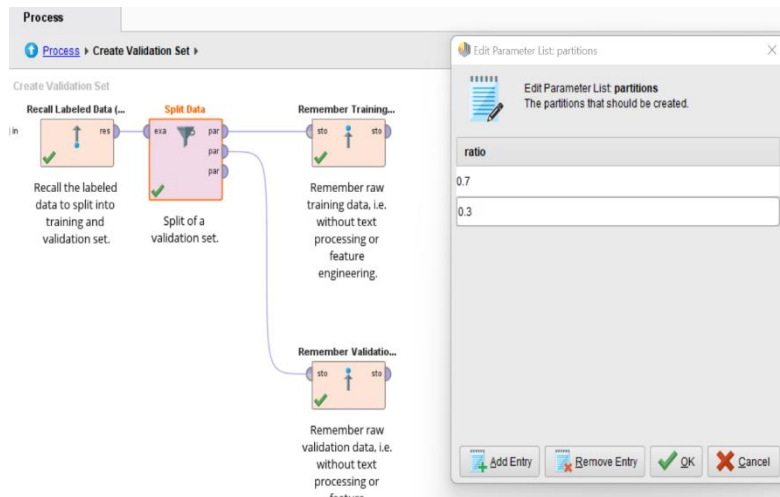 Process
Process ▸ Create Validation Set ▸
Create Validation Set
in
Recall Labeled Data (...
res
Recall the labeled
data to split into
training and
validation set.
Split Data
exa
par
par
par
Split of a
validation set.
Remember Training...
sto
sto
Remember raw
training data, i.e.
without text
processing or
feature
engineering.
Remember Validatio...
sto
sto
Remember raw
validation data, i.e.
without text
processing or
feature
Edit Parameter List: partitions
Edit Parameter List: partitions
The partitions that should be created.
ratio
0.7
0.3
Add Entry
Remove Entry
OK
Cancel